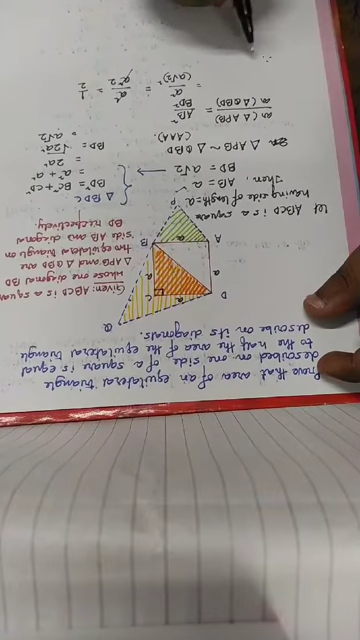 Prove that area of an equilateral triangle
described on one side of a square is equal
to the half the area of the equilateral triangle
describe on its diagonals.
Given: ABCD is a square
whose one diagonal BD
△APB and △QBD are
two equilateral triangle on
side AB and diagonal
BD respectively
Q
D
a
C
a
a
a
B
A
P
Let ABCD is a square
having side of length = a
Then,
AB = a
BD = a√2
△APB ~ △QBD
(AAA)
ar(△APB)/ar(△QBD) = AB²/BD²
= a²/(a√2)² = a²/a²2 = 1/2
△BDC
BD² = BC² + CD²
= a² + a²
= 2a²
BD = √2a²
= a√2